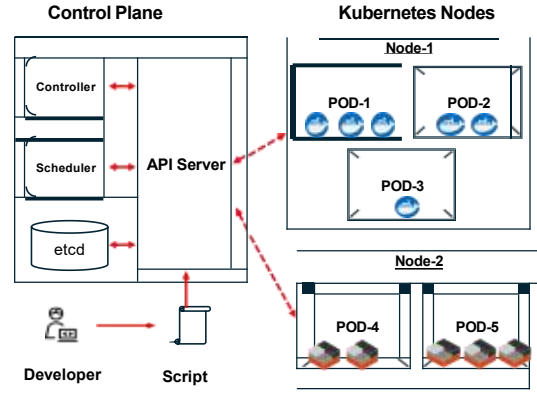 Control Plane
Kubernetes Nodes
Node-1
Controller
POD-1
POD-2
Scheduler
API Server
POD-3
etcd
Node-2
POD-4
POD-5
Developer
Script